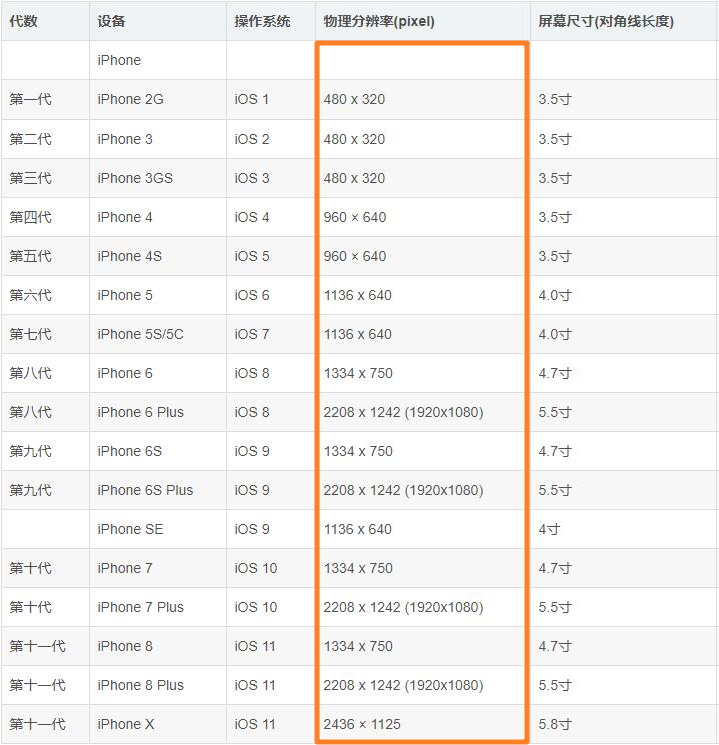 代数 设备 操作系统 物理分辨率(pixel) 屏幕尺寸(对角线长度)
iPhone
第一代 iPhone 2G iOS 1 480 x 320 3.5寸
第二代 iPhone 3 iOS 2 480 x 320 3.5寸
第三代 iPhone 3GS iOS 3 480 x 320 3.5寸
第四代 iPhone 4 iOS 4 960 × 640 3.5寸
第五代 iPhone 4S iOS 5 960 × 640 3.5寸
第六代 iPhone 5 iOS 6 1136 x 640 4.0寸
第七代 iPhone 5S/5C iOS 7 1136 x 640 4.0寸
第八代 iPhone 6 iOS 8 1334 x 750 4.7寸
第八代 iPhone 6 Plus iOS 8 2208 x 1242 (1920x1080) 5.5寸
第九代 iPhone 6S iOS 9 1334 x 750 4.7寸
第九代 iPhone 6S Plus iOS 9 2208 x 1242 (1920x1080) 5.5寸
iPhone SE iOS 9 1136 x 640 4寸
第十代 iPhone 7 iOS 10 1334 x 750 4.7寸
第十代 iPhone 7 Plus iOS 10 2208 x 1242 (1920x1080) 5.5寸
第十一代 iPhone 8 iOS 11 1334 x 750 4.7寸
第十一代 iPhone 8 Plus iOS 11 2208 x 1242 (1920x1080) 5.5寸
第十一代 iPhone X iOS 11 2436 × 1125 5.8寸